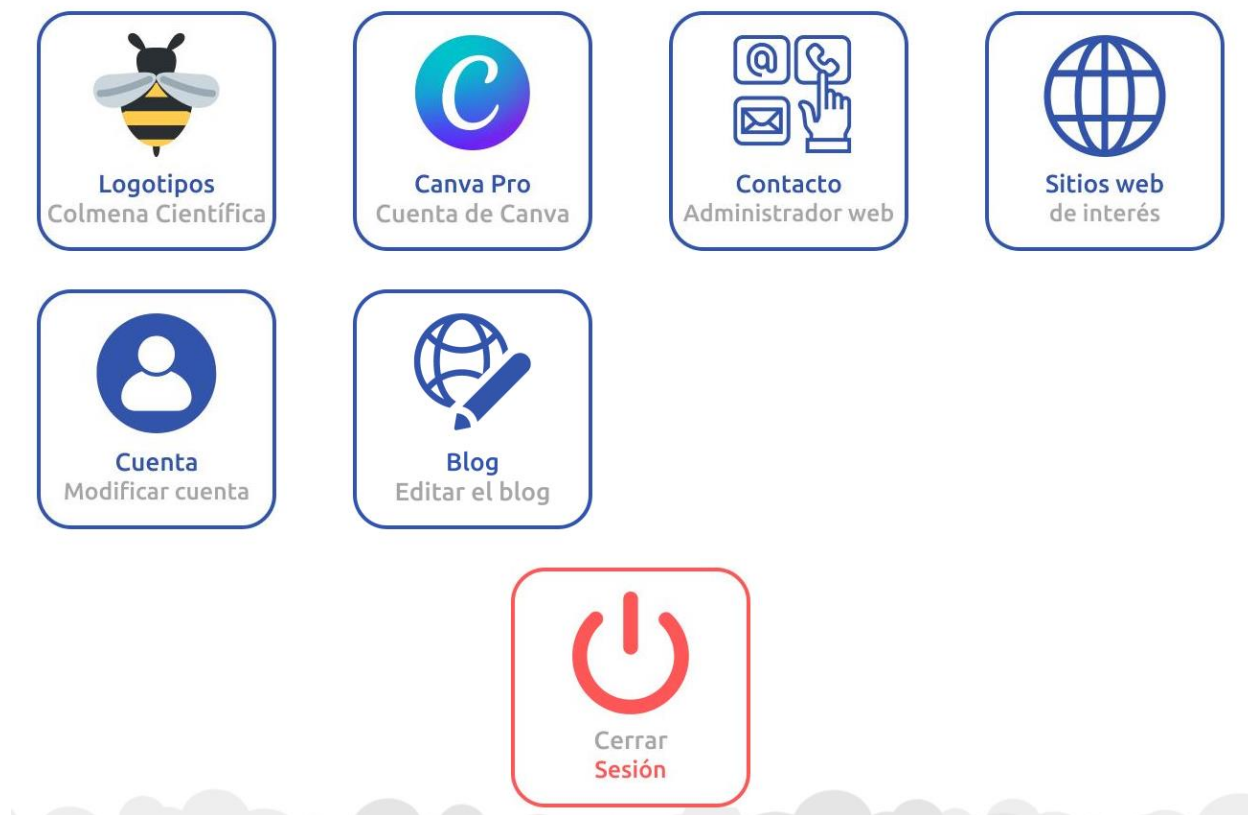 Logotipos
Colmena Científica
Canva Pro
Cuenta de Canva
Contacto
Administrador web
Sitios web
de interés
Cuenta
Modificar cuenta
Blog
Editar el blog
Cerrar
Sesión